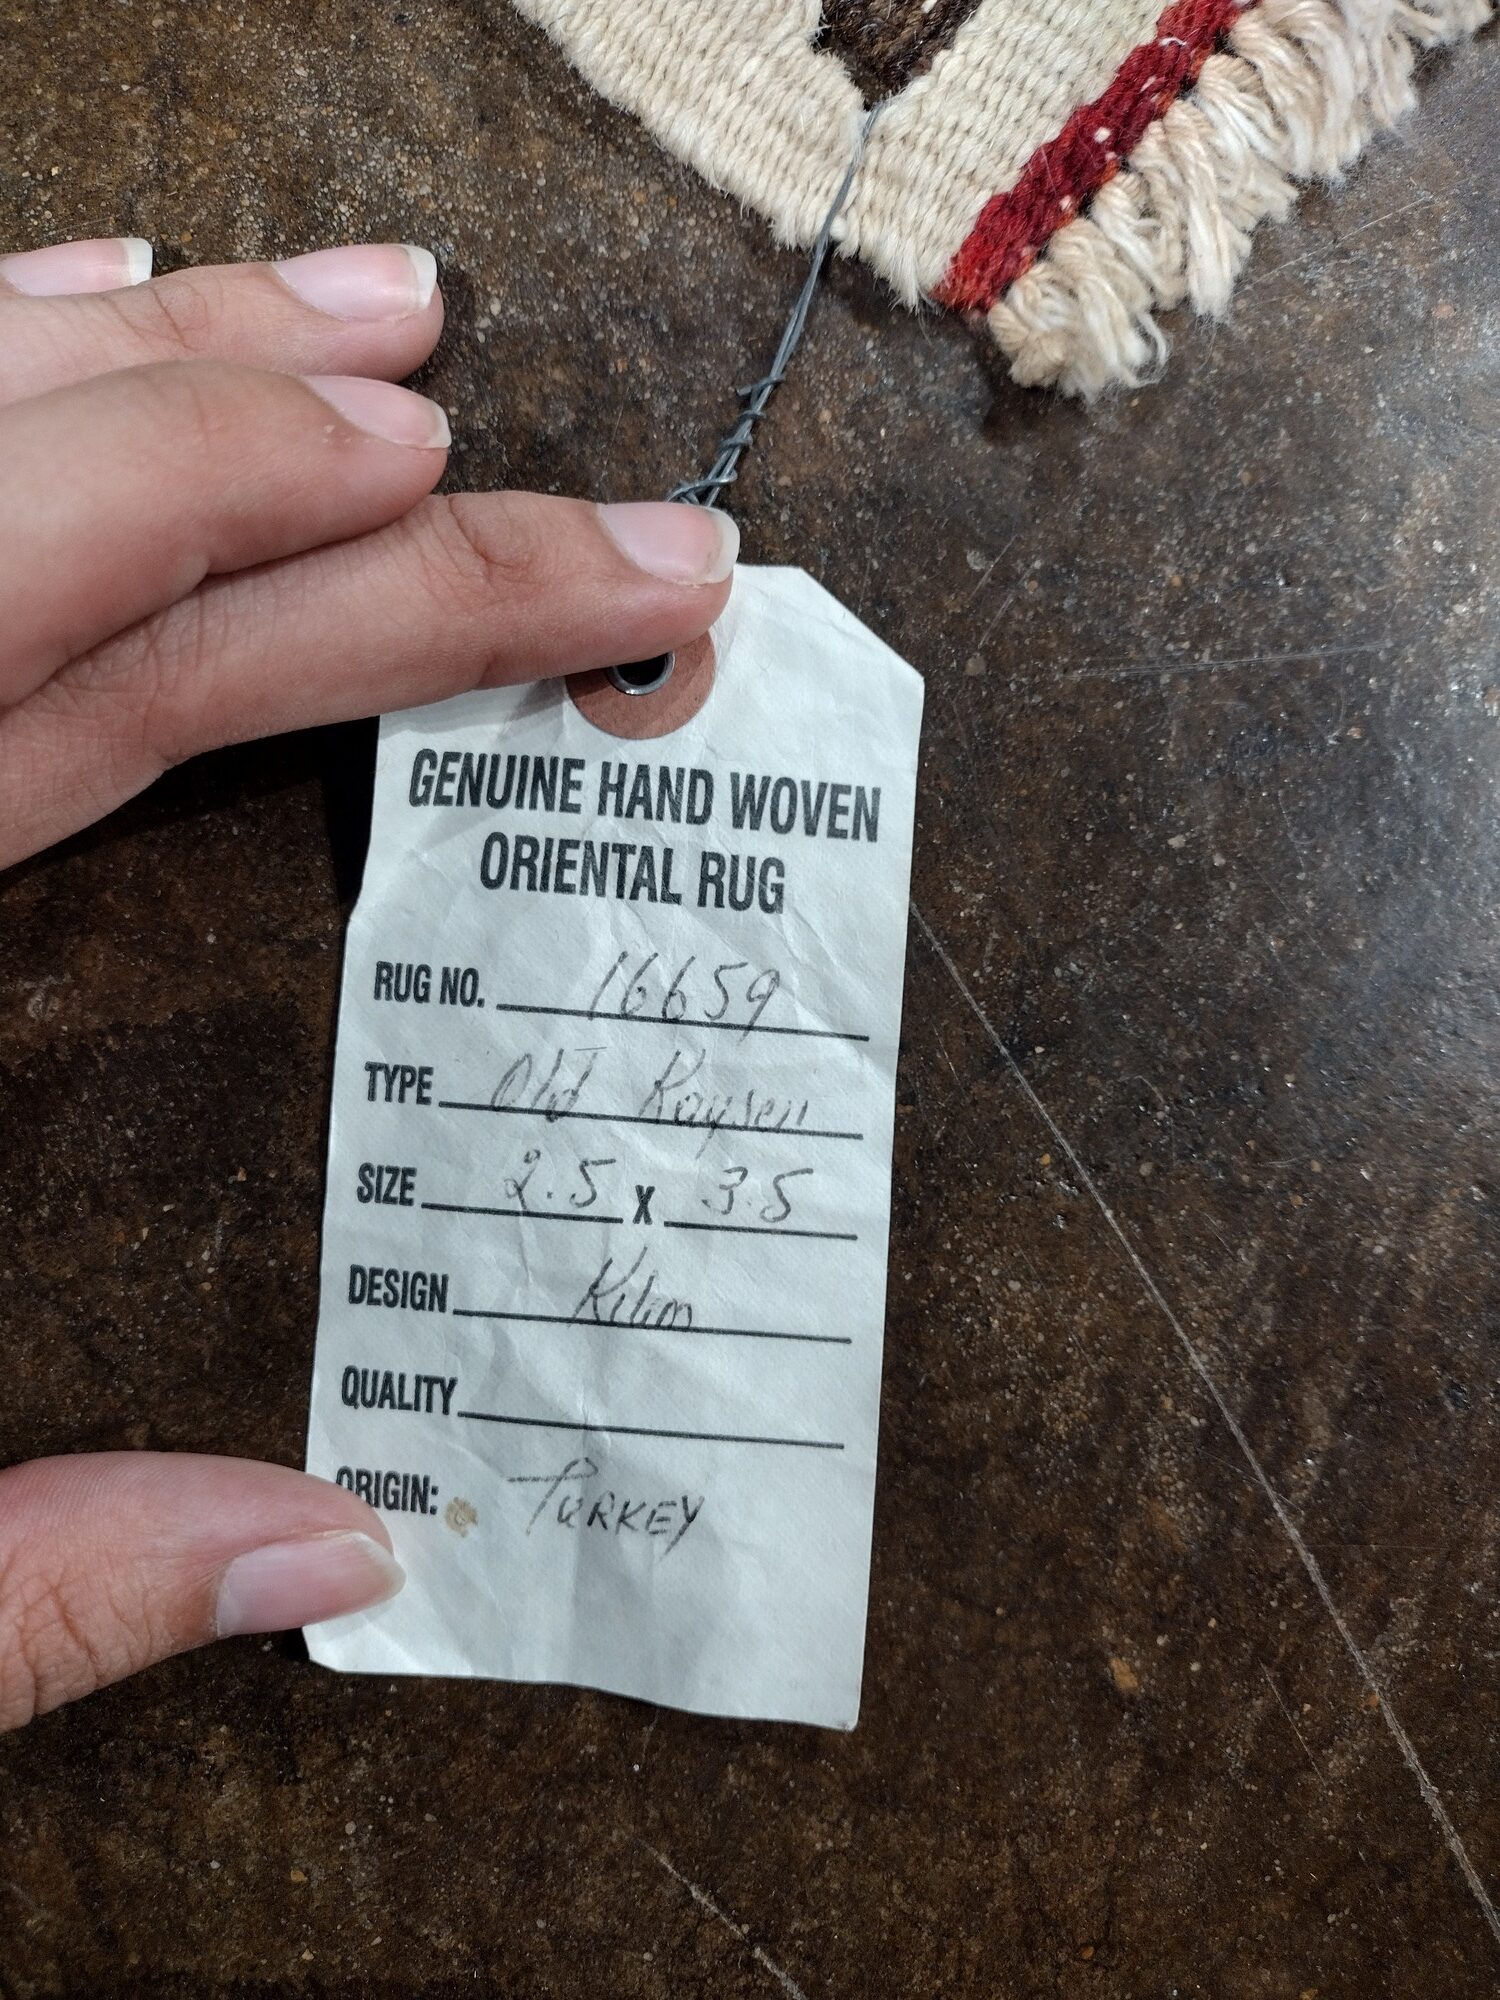 GENUINE HAND WOVEN
ORIENTAL RUG
RUG NO. 16659
TYPE Old Kaysen
SIZE 2.5 X 3.5
DESIGN Kilim
QUALITY
ORIGIN: TURKEY